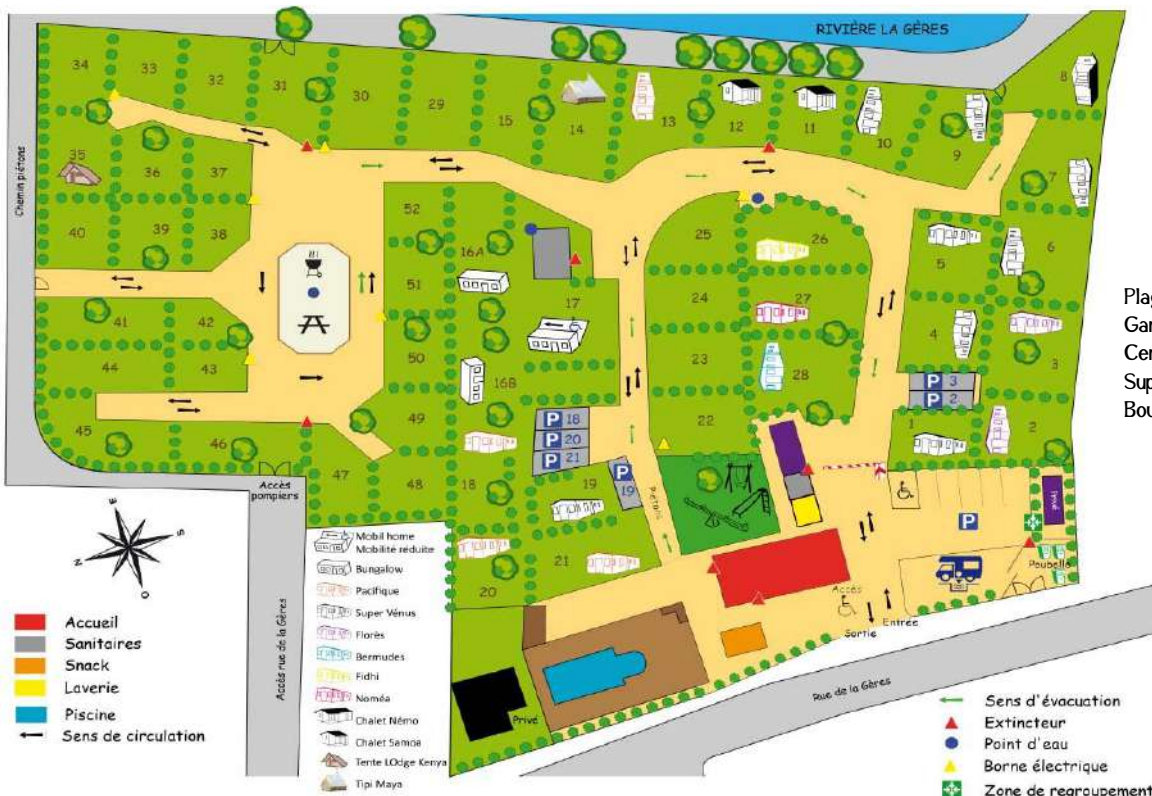 RIVIÈRE LA GÈRES
34
33
32
31
30
29
15
14
13
12
11
10
9
8
7
35
36
37
40
39
38
52
16A
25
26
6
5
Chemin piétons
51
17
24
27
41
42
50
4
3
44
43
16B
23
28
P 3
P 2
45
46
49
P 18
P 20
P 21
22
1
2
47
48
18
19
P 19
Piétons
Accès
pompiers
Privé
P
21
20
Poubelle
Accès
Entrée
Sortie
Rue de la Gères
Privé
Accès rue de la Gères
N
E
S
O
Accueil
Sanitaires
Snack
Laverie
Piscine
Sens de circulation
Mobil home
Mobilité réduite
Bungalow
Pacifique
Super Vénus
Florès
Bermudes
Fidhi
Noméa
Chalet Némo
Chalet Samoa
Tente LOdge Kenya
Tipi Maya
Sens d'évacuation
Extincteur
Point d'eau
Borne électrique
Zone de regroupement
Plag
Gar
Cen
Sup
Bou